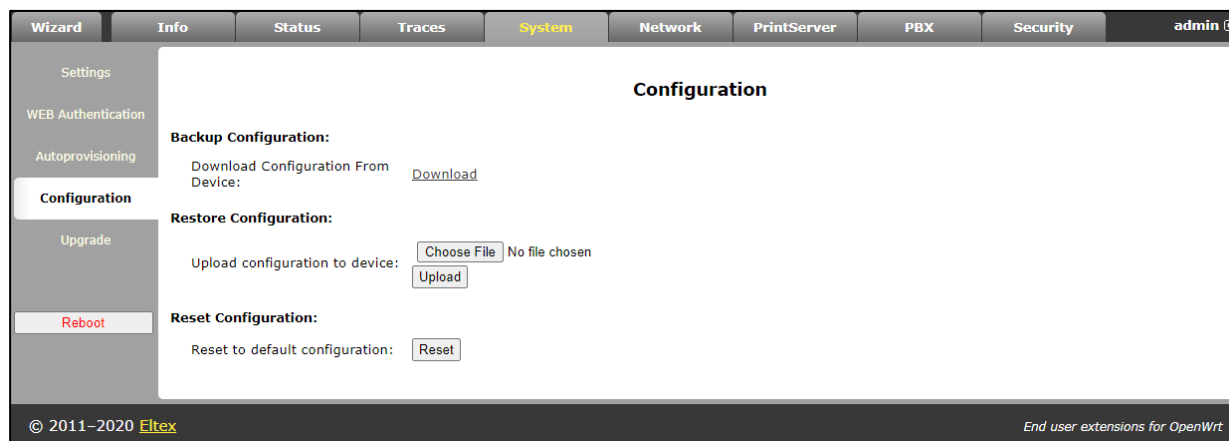 Wizard Info Status Traces System Network PrintServer PBX Security admin
Settings
WEB Authentication
Autoprovisioning
Configuration
Upgrade
Reboot
Configuration
Backup Configuration:
Download Configuration From
Device:
Download
Restore Configuration:
Upload configuration to device:
Choose File No file chosen
Upload
Reset Configuration:
Reset to default configuration: Reset
© 2011–2020 Eltex
End user extensions for OpenWrt